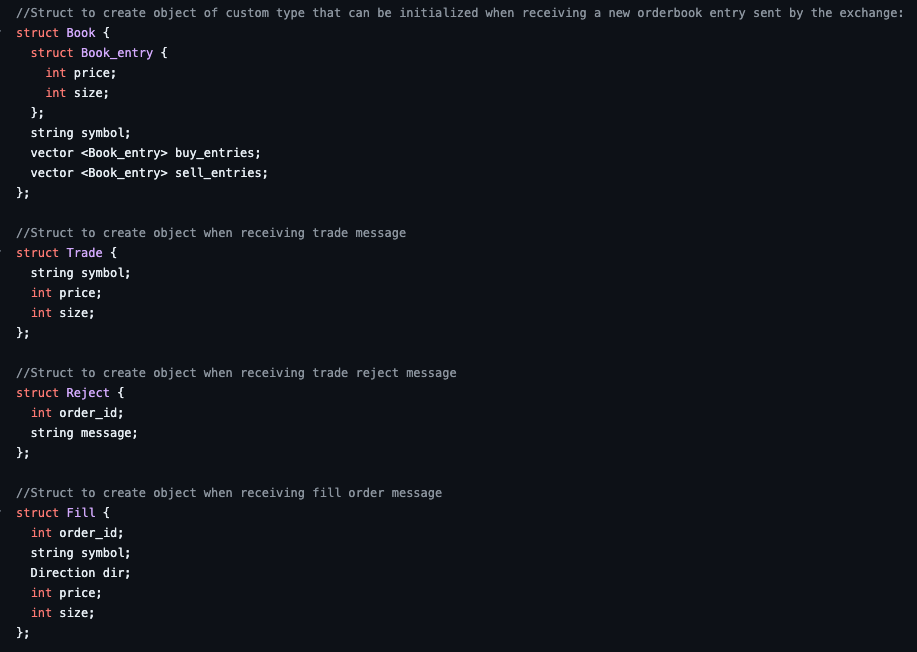 //Struct to create object of custom type that can be initialized when receiving a new orderbook entry sent by the exchange:
struct Book {
  struct Book_entry {
    int price;
    int size;
  };
  string symbol;
  vector <Book_entry> buy_entries;
  vector <Book_entry> sell_entries;
};

//Struct to create object when receiving trade message
struct Trade {
  string symbol;
  int price;
  int size;
};

//Struct to create object when receiving trade reject message
struct Reject {
  int order_id;
  string message;
};

//Struct to create object when receiving fill order message
struct Fill {
  int order_id;
  string symbol;
  Direction dir;
  int price;
  int size;
};